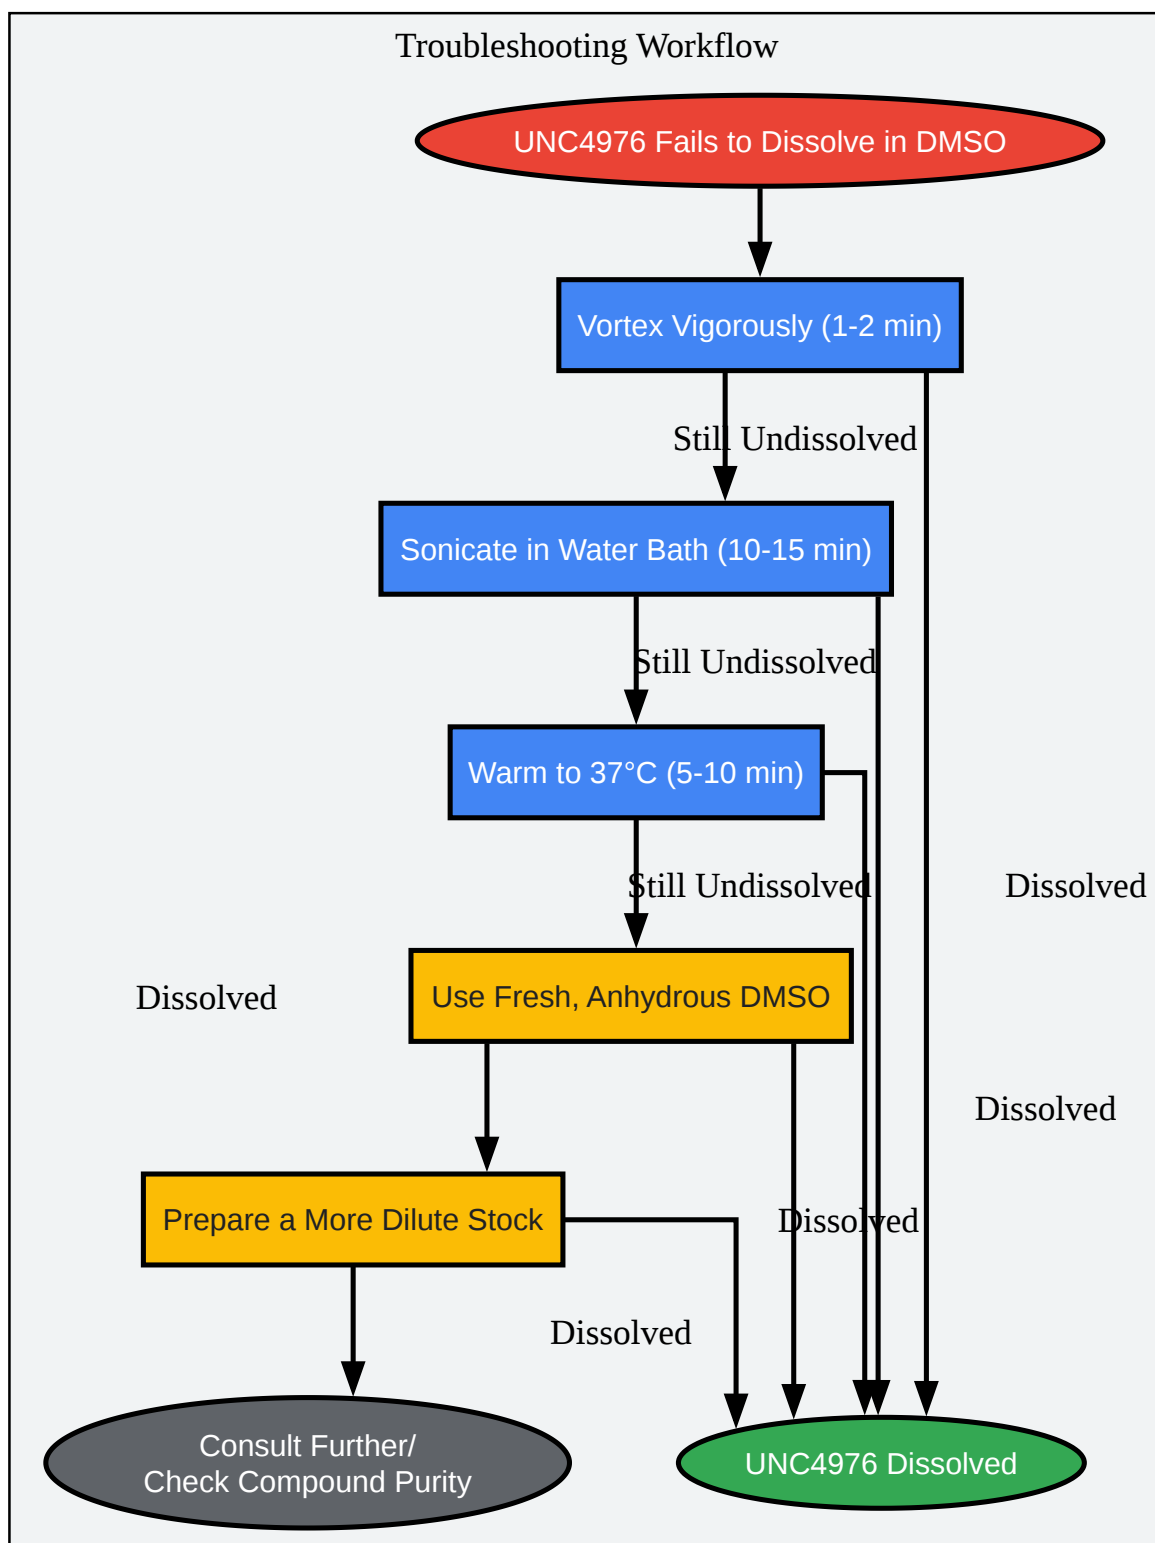 Troubleshooting Workflow
UNC4976 Fails to Dissolve in DMSO
Vortex Vigorously (1-2 min)
Still Undissolved
Sonicate in Water Bath (10-15 min)
Still Undissolved
Warm to 37°C (5-10 min)
Still Undissolved
Dissolved
Use Fresh, Anhydrous DMSO
Dissolved
Dissolved
Prepare a More Dilute Stock
Dissolved
Dissolved
Consult Further/
Check Compound Purity
UNC4976 Dissolved